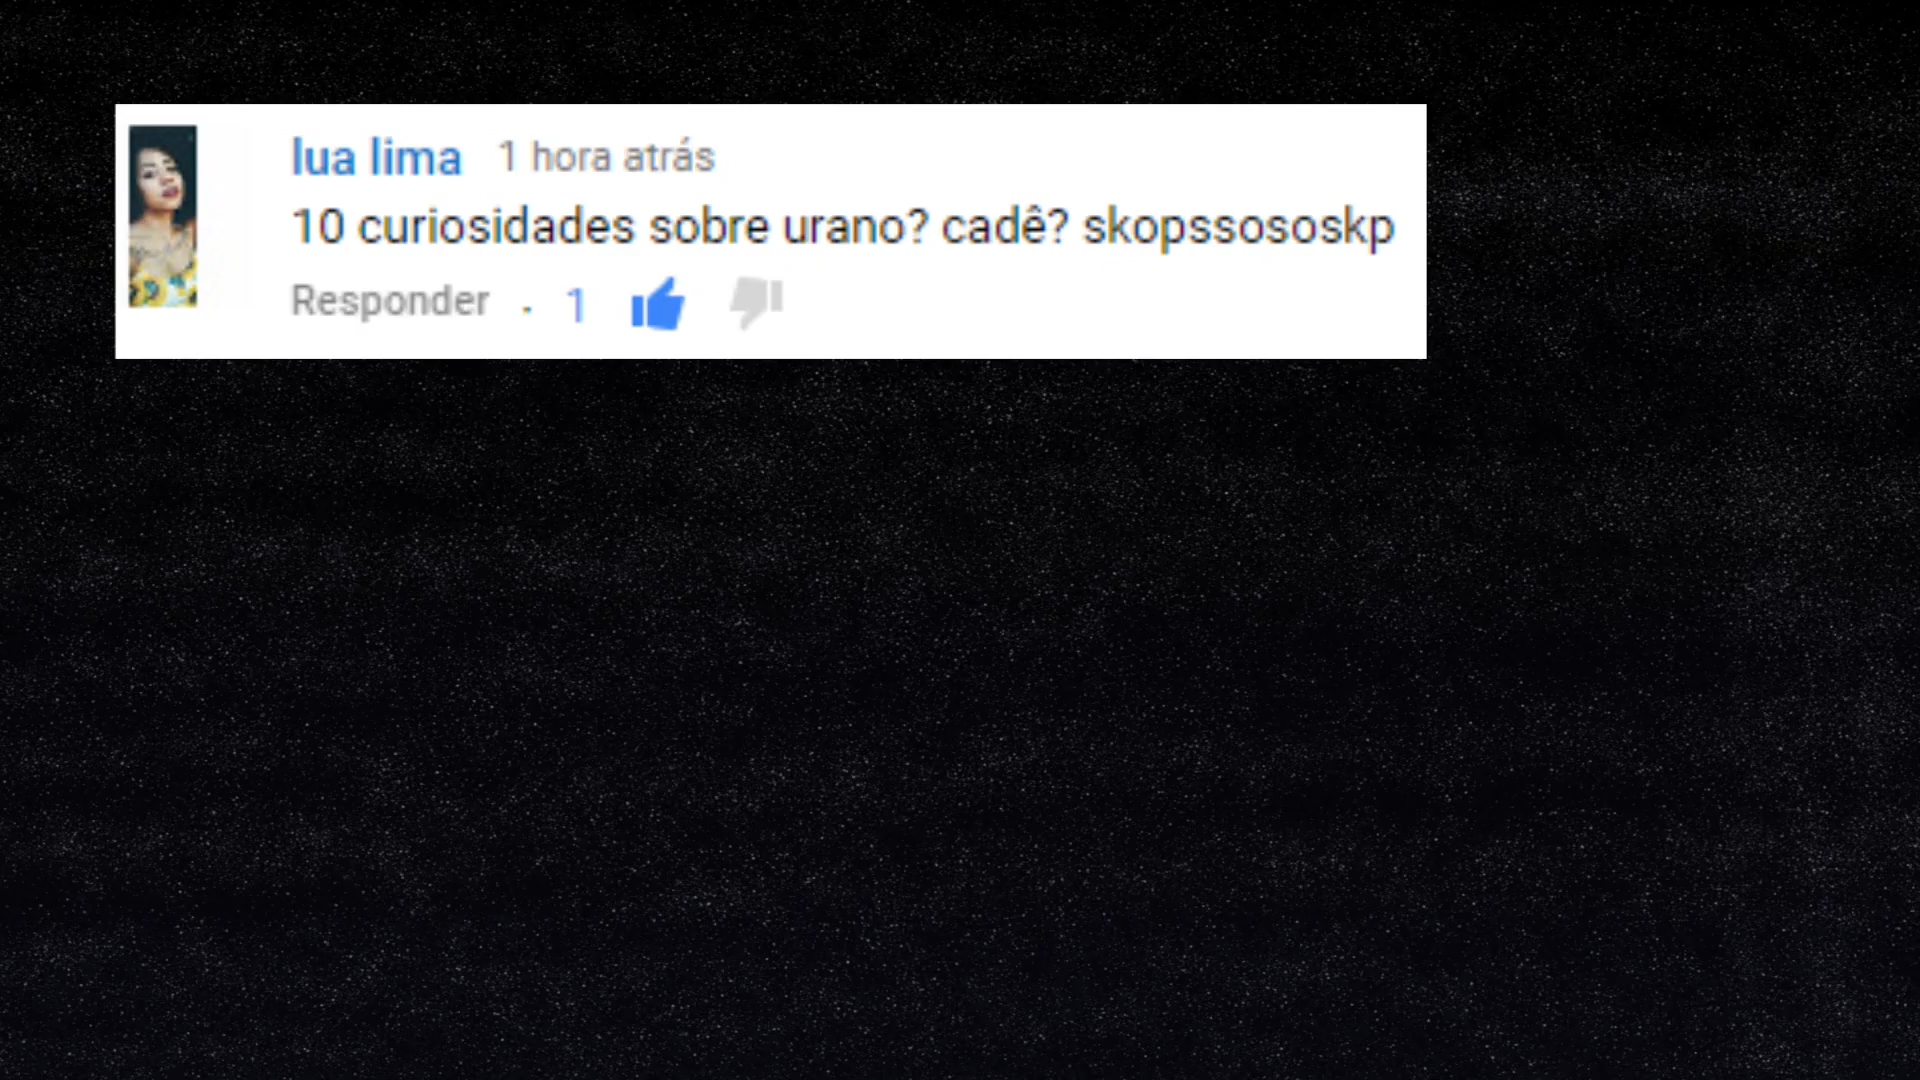 lua lima 1 hora atrás
10 curiosidades sobre urano? cadê? skopssososkp
Responder · 1